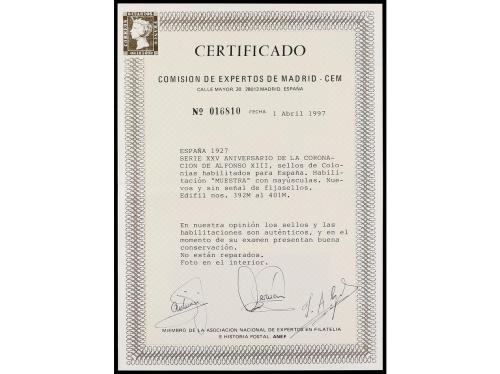 CERTIFICADO
COMISION DE EXPERTOS DE MADRID - CEM
CALLE MAYOR, 20. 28013 MADRID. ESPAÑA
Nº 016810 FECHA 1 Abril 1997
ESPAÑA 1927
SERIE XXV ANIVERSARIO DE LA CORONA-
CION DE ALFONSO XIII, sellos de Colo-
nias habilitados para España. Habili-
tación "MUESTRA" con mayúsculas. Nue-
vos y sin señal de fijasellos.
Edifil nos. 392M al 401M.
En nuestra opinión los sellos y las
habilitaciones son auténticos, y en el
momento de su examen presentan buena
conservación.
No están reparados.
Foto en el interior.
MIEMBRO DE LA ASOCIACION NACIONAL DE EXPERTOS EN FILATELIA
E HISTORIA POSTAL ANEF